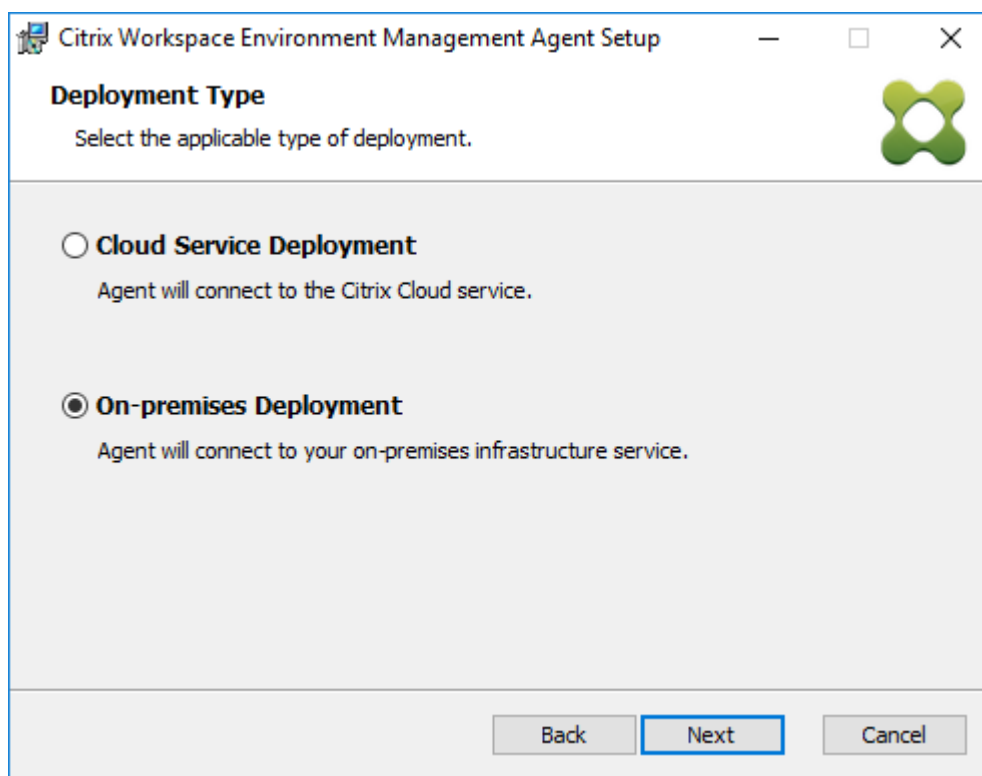 Citrix Workspace Environment Management Agent Setup
Deployment Type
Select the applicable type of deployment.
Cloud Service Deployment
Agent will connect to the Citrix Cloud service.
On-premises Deployment
Agent will connect to your on-premises infrastructure service.
Back Next Cancel